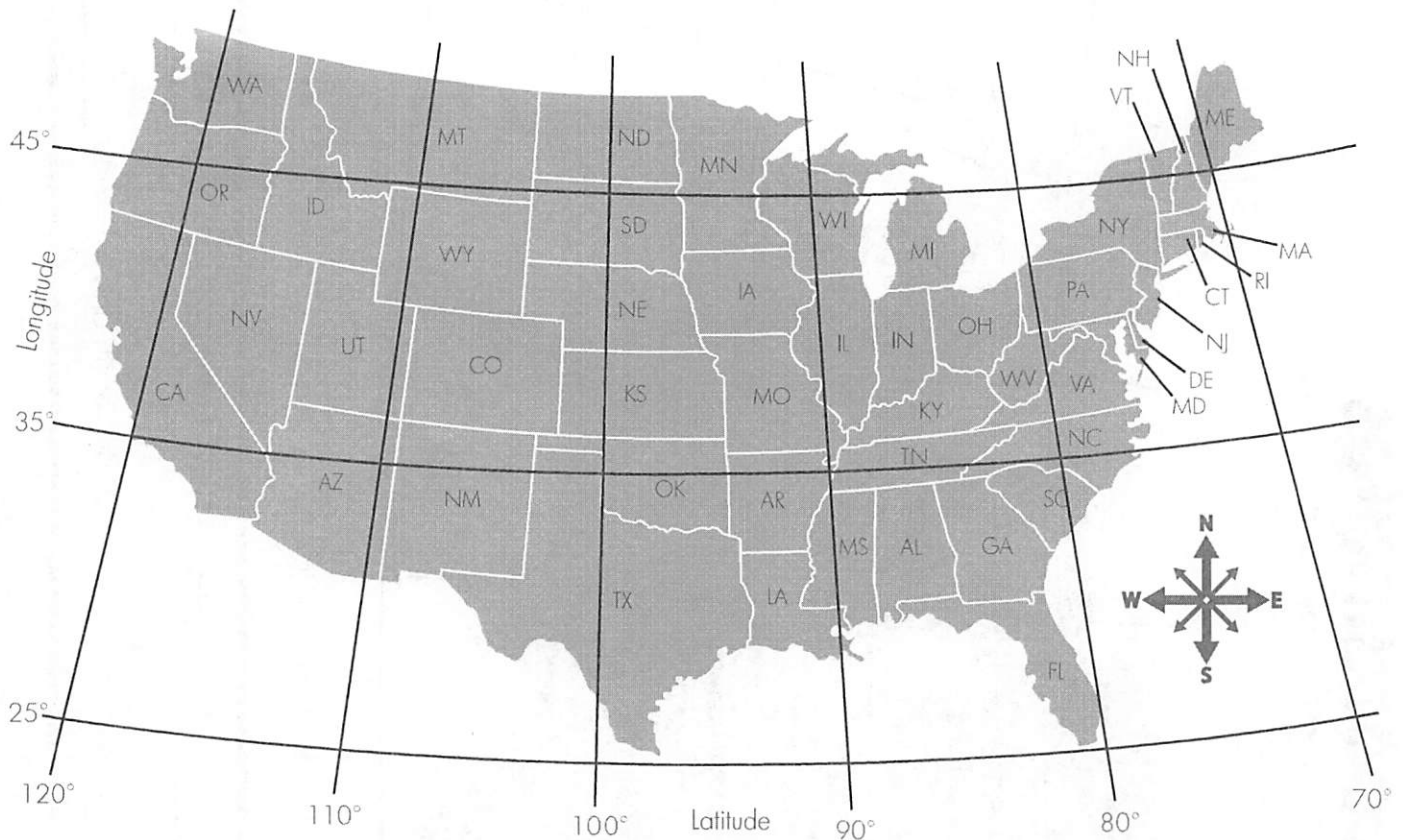 NH
VT
WA
ME
MT
ND
MN
45°
OR
ID
SD
WI
NY
MI
WY
MA
RI
Longitude
IA
PA
CT
NE
NV
OH
NJ
UT
IL
IN
CO
WV
DE
CA
KS
MO
VA
MD
KY
35°
NC
TN
AZ
OK
NM
AR
SC
N
MS
AL
GA
LA
TX
W
E
FL
S
25°
120°
110°
100°
Latitude
90°
80°
70°